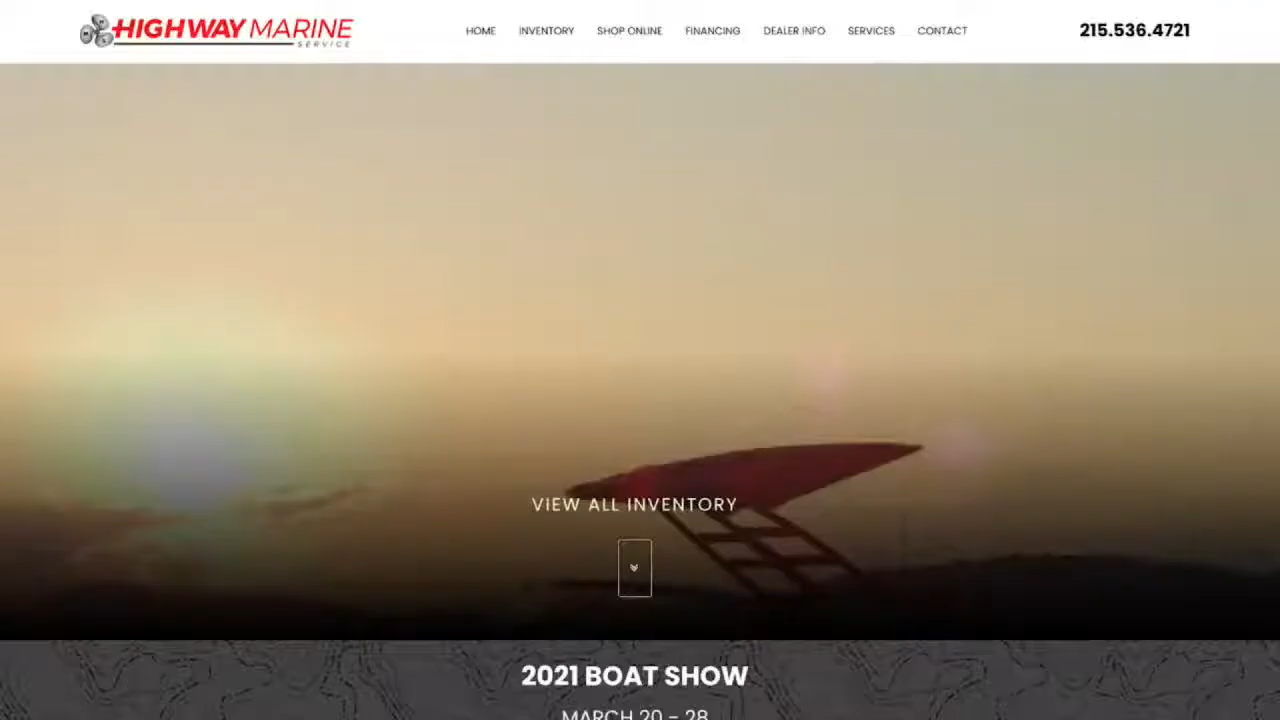 HIGHWAY MARINE
SERVICE
HOME INVENTORY SHOP ONLINE FINANCING DEALER INFO SERVICES CONTACT
215.536.4721
VIEW ALL INVENTORY
2021 BOAT SHOW
MARCH 20 - 28